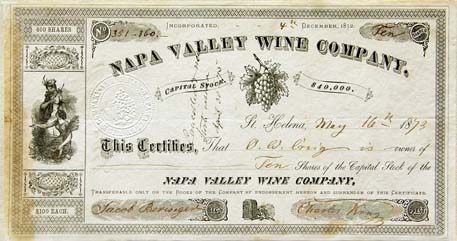 400 SHARES
INCORPORATED, 4th DECEMBER, 1872.
No 351-360.
Ten
NAPA VALLEY WINE COMPANY,
CAPITAL STOCK, $40,000.
St. Helena, May 16th 1873
This Certifies, That O. W. Craig is owner of
Ten Shares of the Capital Stock of the
NAPA VALLEY WINE COMPANY,
TRANSFERABLE ONLY ON THE BOOKS OF THE COMPANY BY ENDORSEMENT HEREON AND SURRENDER OF THIS CERTIFICATE.
$100 EACH.
Jacob Beringer
Charles Krug